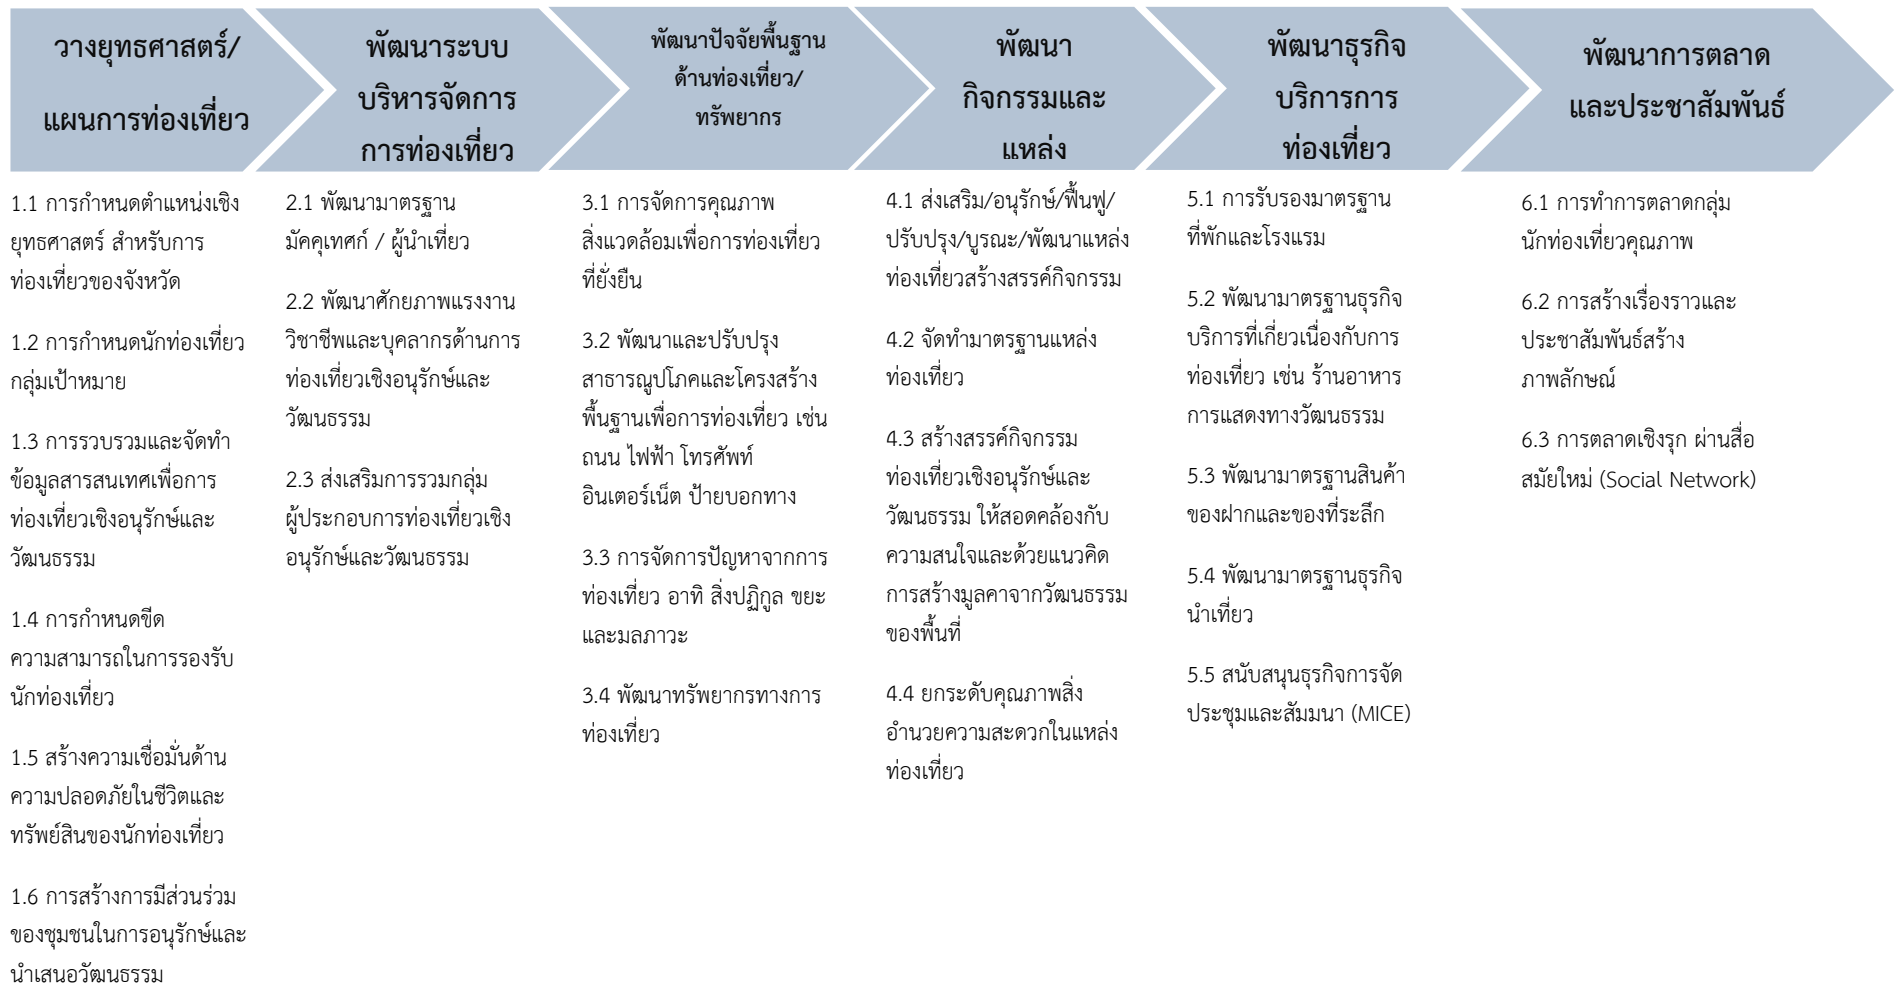 วางยุทธศาสตร์/
แผนการท่องเที่ยว
พัฒนาระบบ
บริหารจัดการ
การท่องเที่ยว
พัฒนาปัจจัยพื้นฐาน
ด้านท่องเที่ยว/
ทรัพยากร
พัฒนา
กิจกรรมและ
แหล่ง
พัฒนาธุรกิจ
บริการการ
ท่องเที่ยว
พัฒนาการตลาด
และประชาสัมพันธ์
1.1 การกำหนดตำแหน่งเชิง
ยุทธศาสตร์ สำหรับการ
ท่องเที่ยวของจังหวัด
1.2 การกำหนดนักท่องเที่ยว
กลุ่มเป้าหมาย
1.3 การรวบรวมและจัดทำ
ข้อมูลสารสนเทศเพื่อการ
ท่องเที่ยวเชิงอนุรักษ์และ
วัฒนธรรม
1.4 การกำหนดขีด
ความสามารถในการรองรับ
นักท่องเที่ยว
1.5 สร้างความเชื่อมั่นด้าน
ความปลอดภัยในชีวิตและ
ทรัพย์สินของนักท่องเที่ยว
1.6 การสร้างการมีส่วนร่วม
ของชุมชนในการอนุรักษ์และ
นำเสนอวัฒนธรรม
2.1 พัฒนามาตรฐาน
มัคคุเทศก์ / ผู้นำเที่ยว
2.2 พัฒนาศักยภาพแรงงาน
วิชาชีพและบุคลากรด้านการ
ท่องเที่ยวเชิงอนุรักษ์และ
วัฒนธรรม
2.3 ส่งเสริมการรวมกลุ่ม
ผู้ประกอบการท่องเที่ยวเชิง
อนุรักษ์และวัฒนธรรม
3.1 การจัดการคุณภาพ
สิ่งแวดล้อมเพื่อการท่องเที่ยว
ที่ยั่งยืน
3.2 พัฒนาและปรับปรุง
สาธารณูปโภคและโครงสร้าง
พื้นฐานเพื่อการท่องเที่ยว เช่น
ถนน ไฟฟ้า โทรศัพท์
อินเตอร์เน็ต ป้ายบอกทาง
3.3 การจัดการปัญหาจากการ
ท่องเที่ยว อาทิ สิ่งปฏิกูล ขยะ
และมลภาวะ
3.4 พัฒนาทรัพยากรทางการ
ท่องเที่ยว
4.1 ส่งเสริม/อนุรักษ์/ฟื้นฟู/
ปรับปรุง/บูรณะ/พัฒนาแหล่ง
ท่องเที่ยวสร้างสรรค์กิจกรรม
4.2 จัดทำมาตรฐานแหล่ง
ท่องเที่ยว
4.3 สร้างสรรค์กิจกรรม
ท่องเที่ยวเชิงอนุรักษ์และ
วัฒนธรรม ให้สอดคล้องกับ
ความสนใจและด้วยแนวคิด
การสร้างมูลคาจากวัฒนธรรม
ของพื้นที่
4.4 ยกระดับคุณภาพสิ่ง
อำนวยความสะดวกในแหล่ง
ท่องเที่ยว
5.1 การรับรองมาตรฐาน
ที่พักและโรงแรม
5.2 พัฒนามาตรฐานธุรกิจ
บริการที่เกี่ยวเนื่องกับการ
ท่องเที่ยว เช่น ร้านอาหาร
การแสดงทางวัฒนธรรม
5.3 พัฒนามาตรฐานสินค้า
ของฝากและของที่ระลึก
5.4 พัฒนามาตรฐานธุรกิจ
นำเที่ยว
5.5 สนับสนุนธุรกิจการจัด
ประชุมและสัมมนา (MICE)
6.1 การทำการตลาดกลุ่ม
นักท่องเที่ยวคุณภาพ
6.2 การสร้างเรื่องราวและ
ประชาสัมพันธ์สร้าง
ภาพลักษณ์
6.3 การตลาดเชิงรุก ผ่านสื่อ
สมัยใหม่ (Social Network)